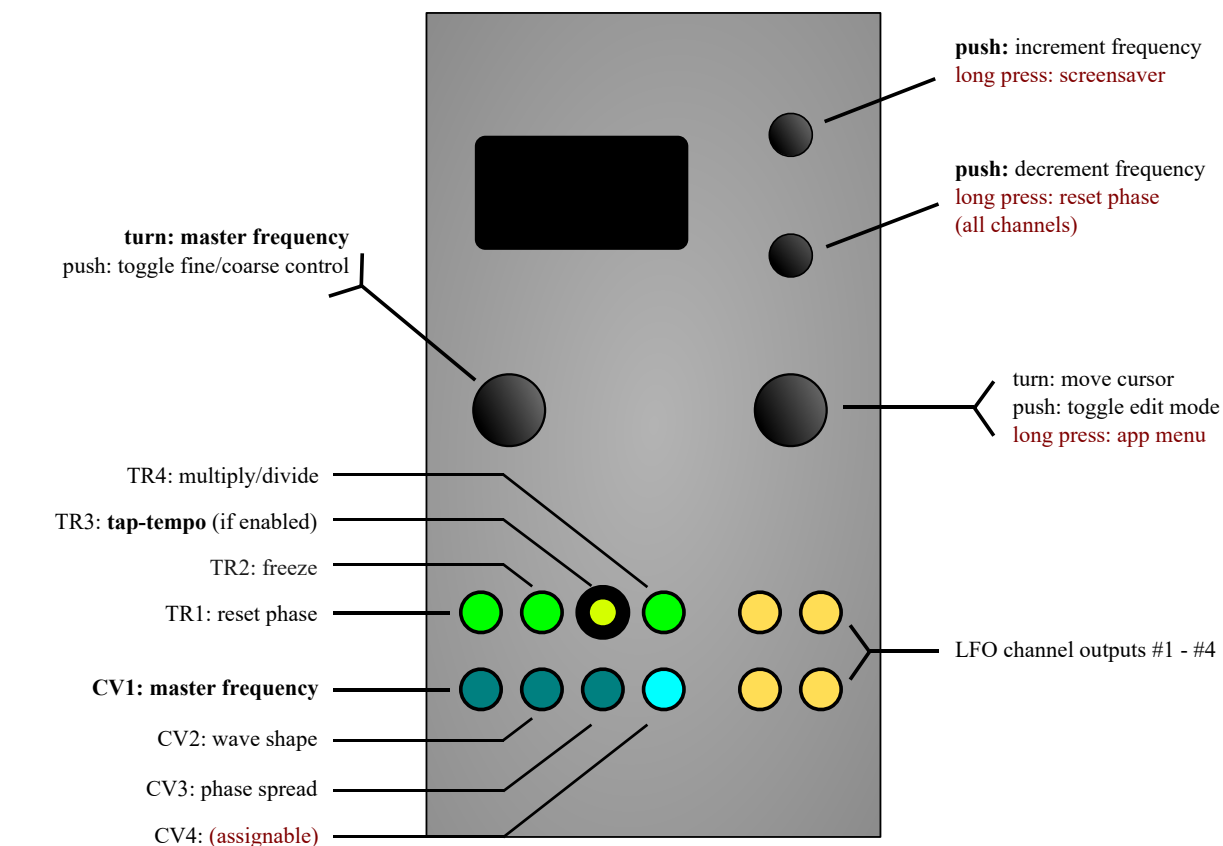 push: increment frequency
long press: screensaver
push: decrement frequency
long press: reset phase
(all channels)
turn: master frequency
push: toggle fine/coarse control
turn: move cursor
push: toggle edit mode
long press: app menu
TR4: multiply/divide
TR3: tap-tempo (if enabled)
TR2: freeze
TR1: reset phase
LFO channel outputs #1 - #4
CV1: master frequency
CV2: wave shape
CV3: phase spread
CV4: (assignable)